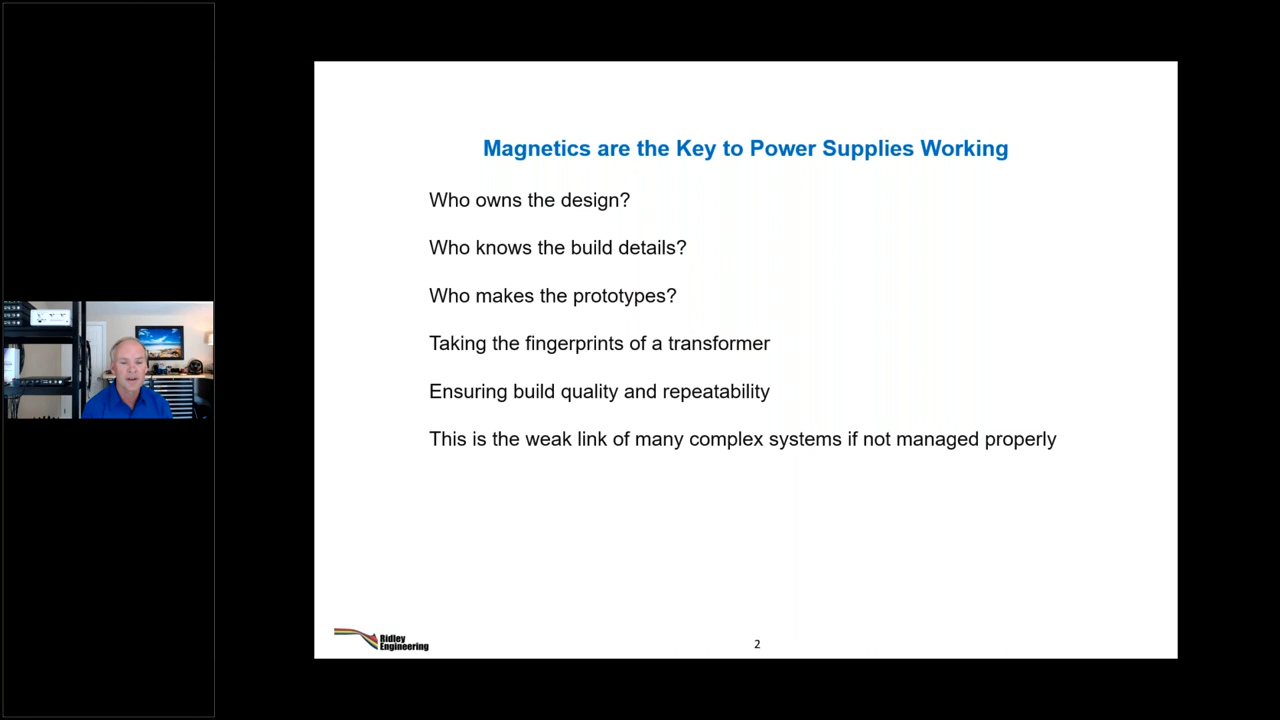 Magnetics are the Key to Power Supplies Working
Who owns the design?
Who knows the build details?
Who makes the prototypes?
Taking the fingerprints of a transformer
Ensuring build quality and repeatability
This is the weak link of many complex systems if not managed properly
Ridley
Engineering
2